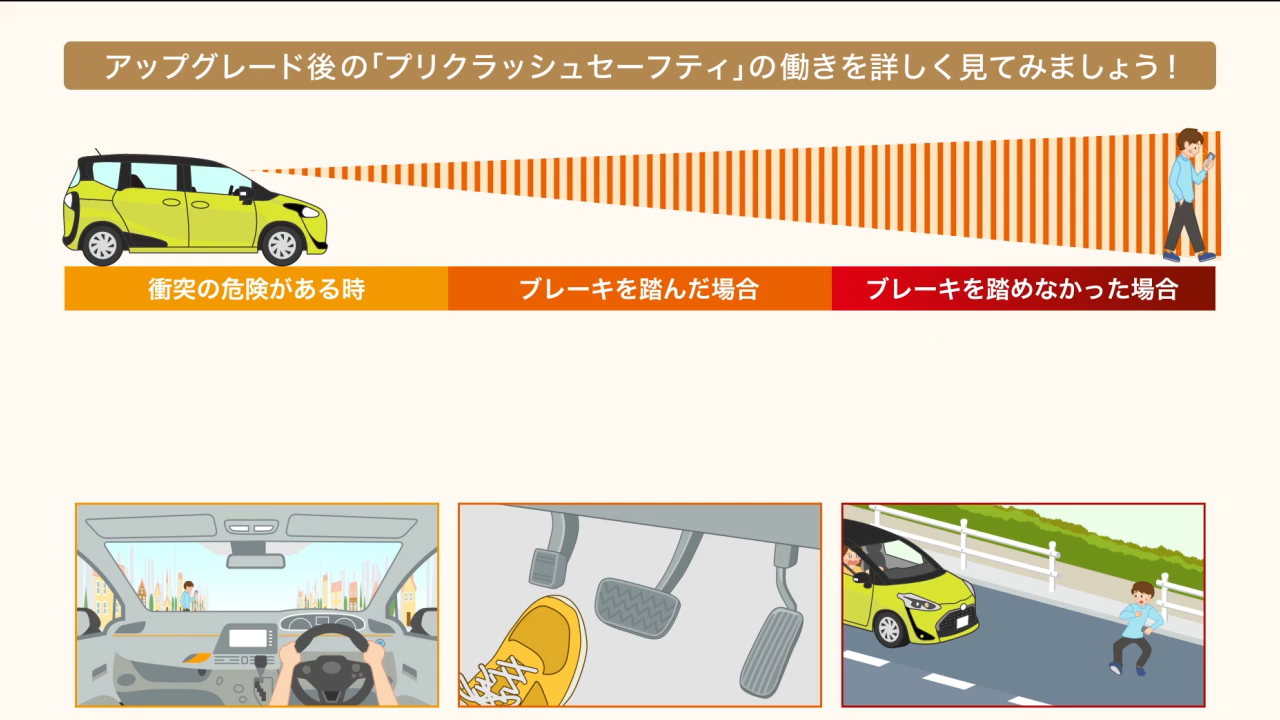 アップグレード後の「プリクラッシュセーフティ」の働きを詳しく見てみましょう！
衝突の危険がある時
ブレーキを踏んだ場合
ブレーキを踏めなかった場合